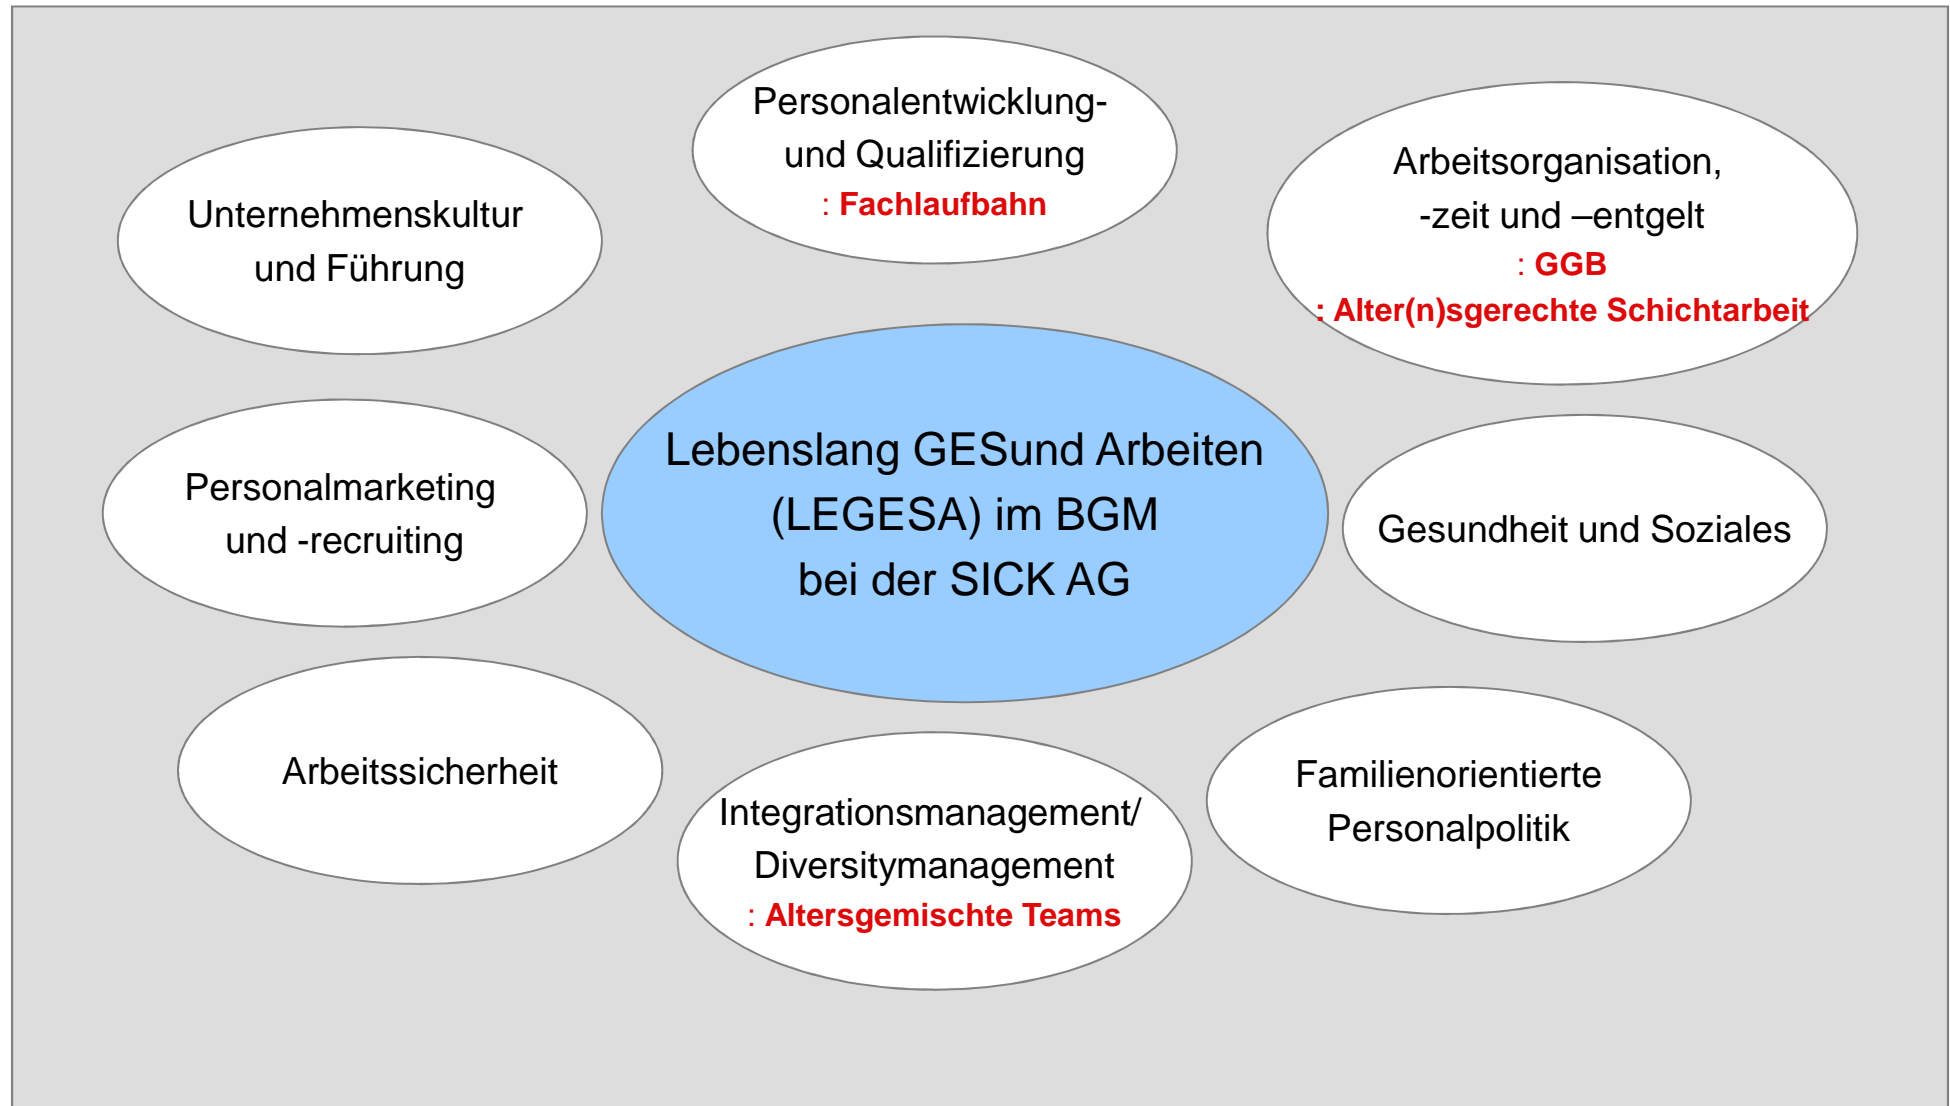 Personalentwicklung-
und Qualifizierung
: Fachlaufbahn
Arbeitsorganisation,
-zeit und –entgelt
: GGB
: Alter(n)sgerechte Schichtarbeit
Unternehmenskultur
und Führung
Lebenslang GESund Arbeiten
(LEGESA) im BGM
bei der SICK AG
Personalmarketing
und -recruiting
Gesundheit und Soziales
Arbeitssicherheit
Integrationsmanagement/
Diversitymanagement
: Altersgemischte Teams
Familienorientierte
Personalpolitik